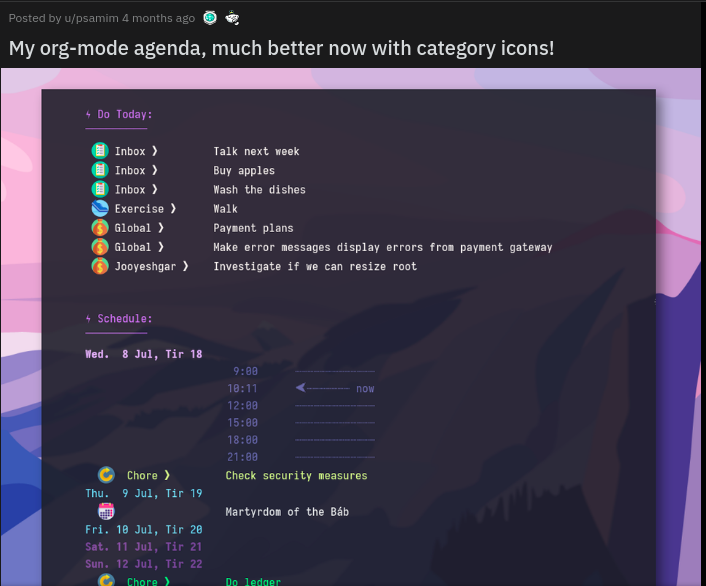 Posted by u/psamim 4 months ago
My org-mode agenda, much better now with category icons!
⚡ Do Today:
Inbox ❯ Talk next week
Inbox ❯ Buy apples
Inbox ❯ Wash the dishes
Exercise ❯ Walk
Global ❯ Payment plans
Global ❯ Make error messages display errors from payment gateway
Jooyeshgar ❯ Investigate if we can resize root
⚡ Schedule:
Wed. 8 Jul, Tir 18
9:00
10:11 now
12:00
15:00
18:00
21:00
Chore ❯ Check security measures
Thu. 9 Jul, Tir 19
Martyrdom of the Báb
Fri. 10 Jul, Tir 20
Sat. 11 Jul, Tir 21
Sun. 12 Jul, Tir 22
Chore ❯ Do ledger